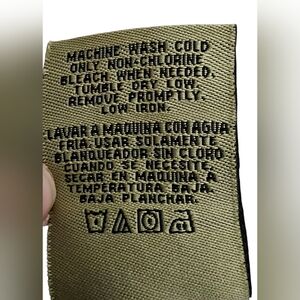 MACHINE WASH COLD
ONLY NON-CHLORINE
BLEACH WHEN NEEDED.
TUMBLE DRY LOW.
REMOVE PROMPTLY.
LOW IRON.
LAVAR A MAQUINA CON AGUA
FRIA. USAR SOLAMENTE
BLANQUEADOR SIN CLORO
CUANDO SE NECESITE
SECAR EN MAQUINA A
TEMPERATURA BAJA.
BAJA PLANCHAR.